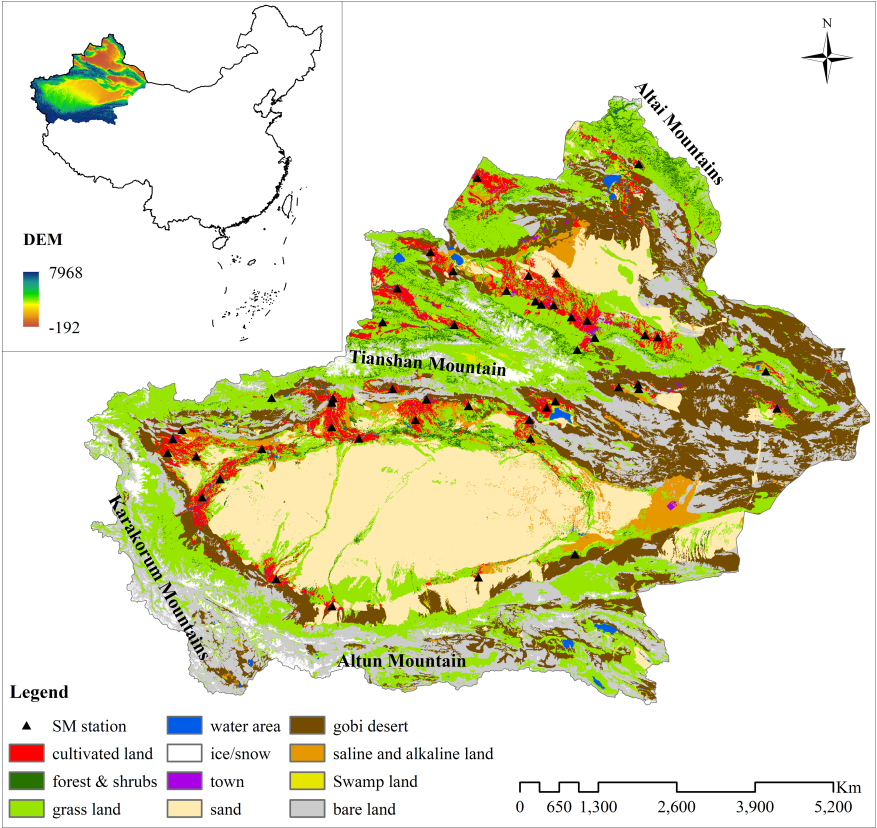 N
DEM
7968
-192
Altai Mountains
Tianshan Mountain
Karakorum Mountains
Altun Mountain
Legend
SM station
water area
gobi desert
cultivated land
ice/snow
saline and alkaline land
forest & shrubs
town
Swamp land
grass land
sand
bare land
Km
0 650 1,300 2,600 3,900 5,200